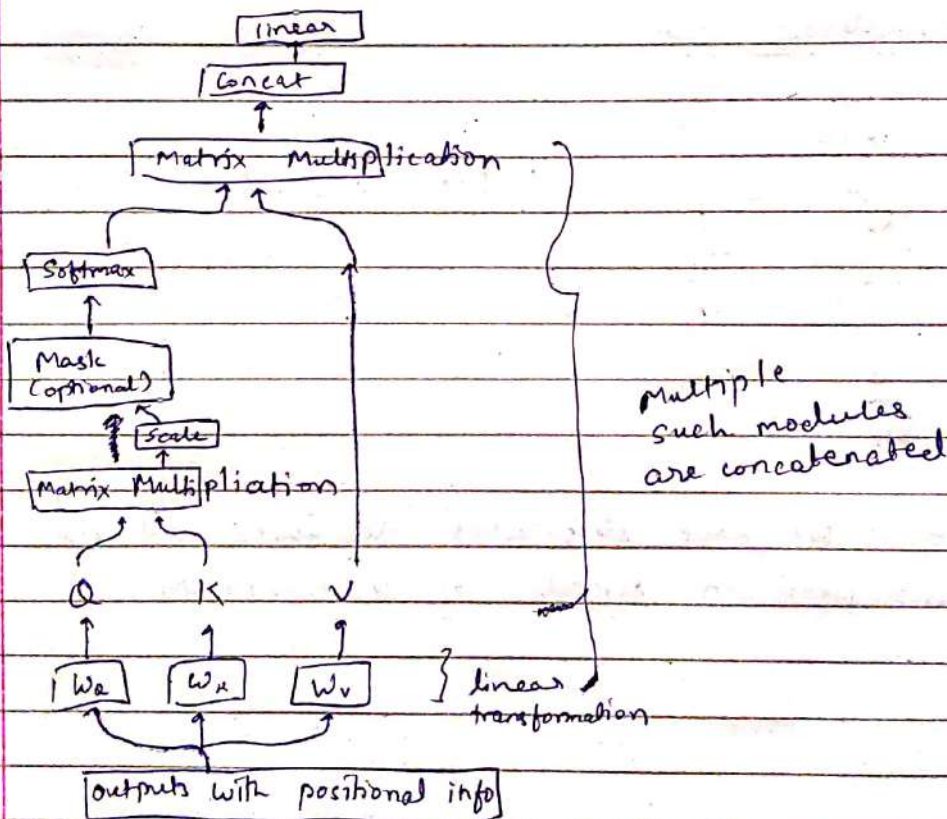 linear
Concat
Matrix Multiplication
Softmax
Mask
(optional)
Scale
Matrix Multipliation
Multiple
such modules
are concatenated
Q K V
WQ WK WV
linear
transformation
outputs with positional info